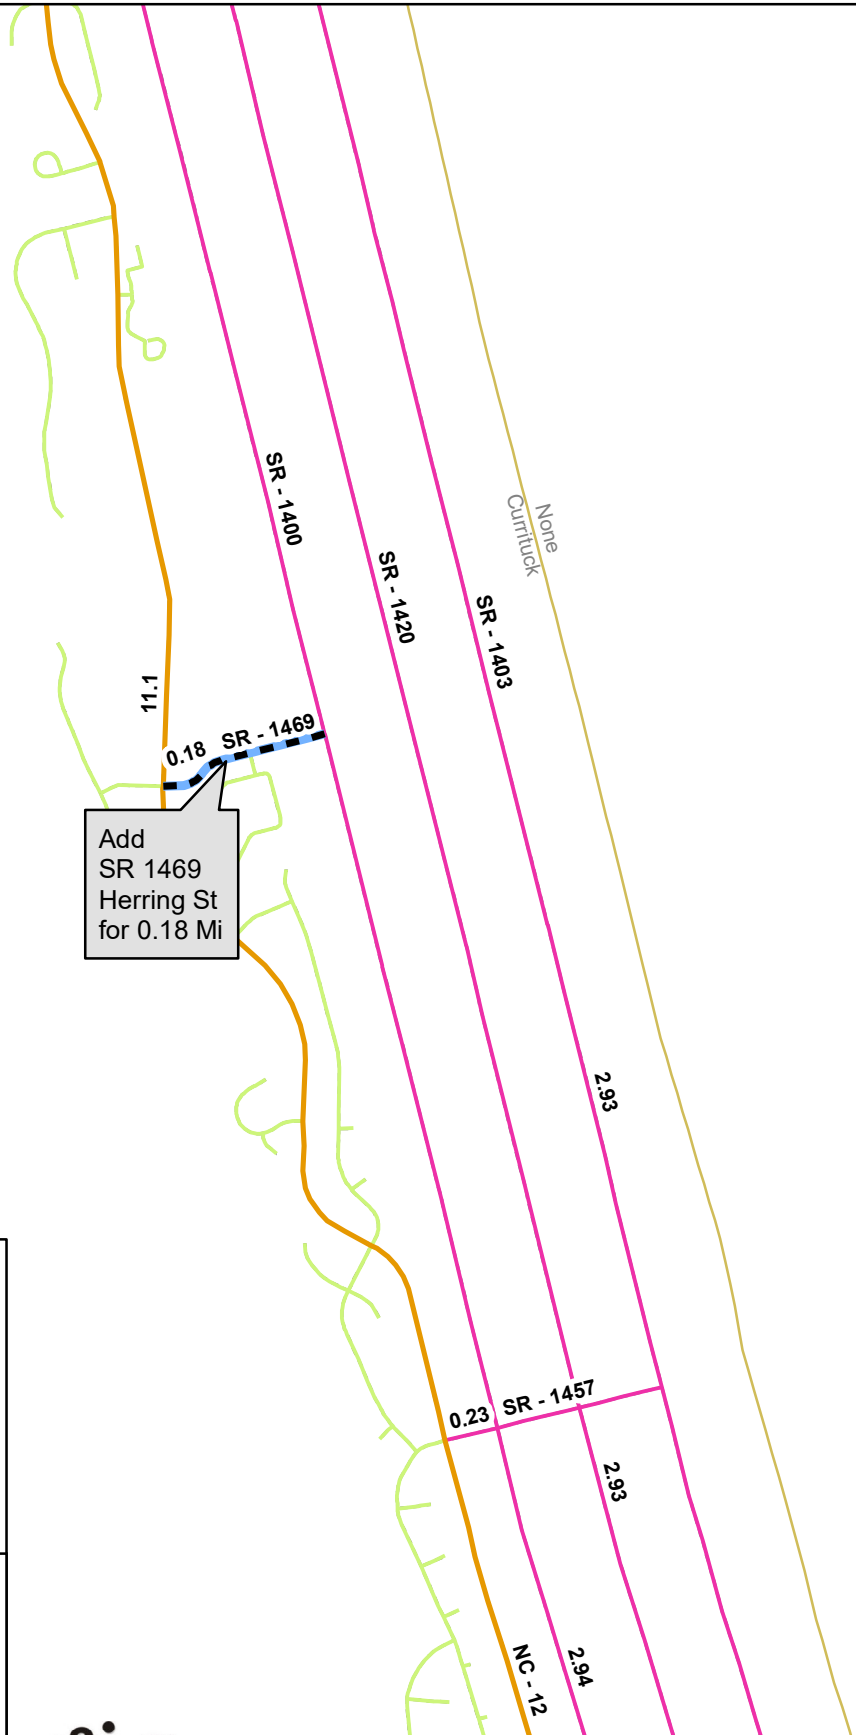 SR - 1400
None
Currituck
SR - 1420
SR - 1403
11.1
0.18 SR - 1469
Add
SR 1469
Herring St
for 0.18 Mi
2.93
0.23 SR - 1457
2.93
NC - 12
2.94